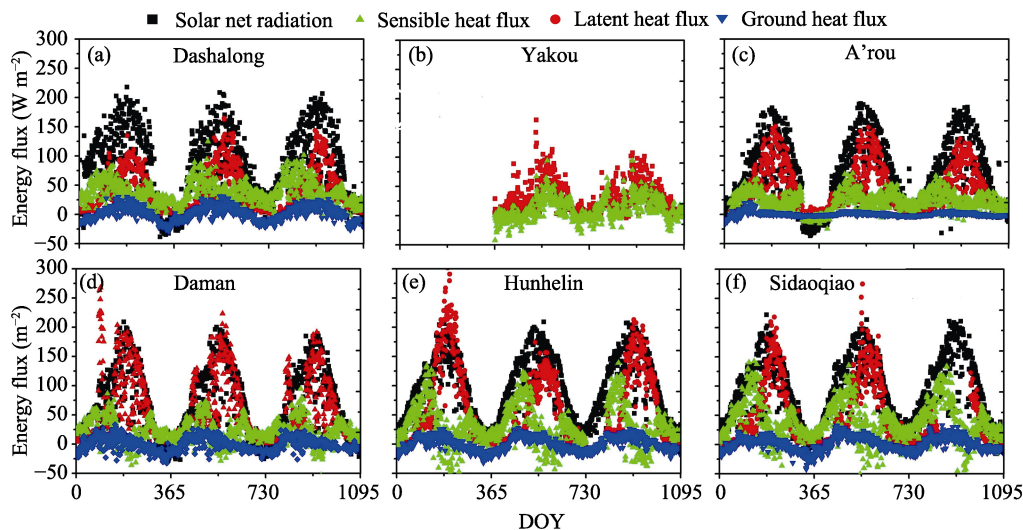 Solar net radiation Sensible heat flux Latent heat flux Ground heat flux
300
250
200
150
100
50
0
−50
Energy flux (W m−2)
(a) Dashalong
(b) Yakou
(c) A’rou
300
250
200
150
100
50
0
−50
Energy flux (m−2)
(d) Daman
(e) Hunhelin
(f) Sidaoqiao
0 365 730 1095 0 365 730 1095 0 365 730 1095
DOY